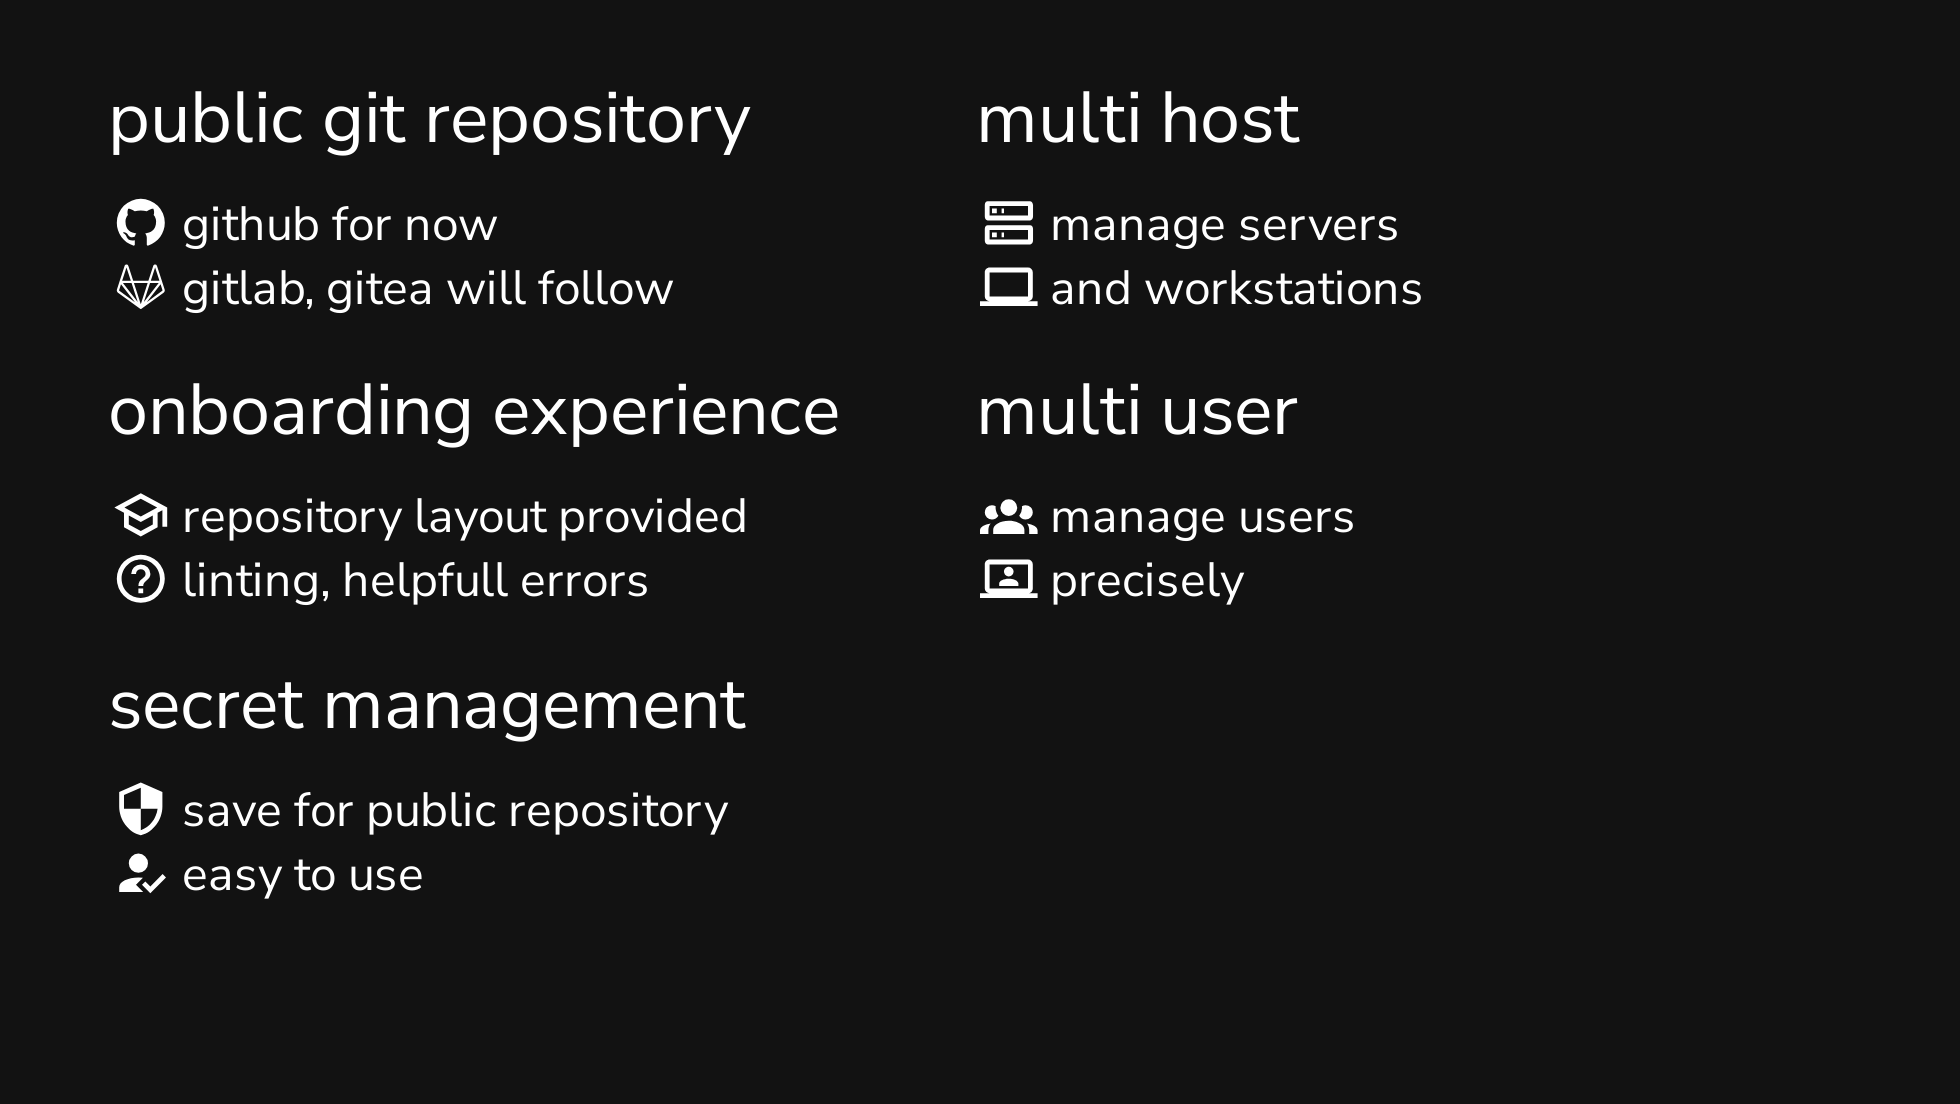 public git repository
github for now
gitlab, gitea will follow
onboarding experience
repository layout provided
linting, helpfull errors
secret management
save for public repository
easy to use
multi host
manage servers
and workstations
multi user
manage users
precisely